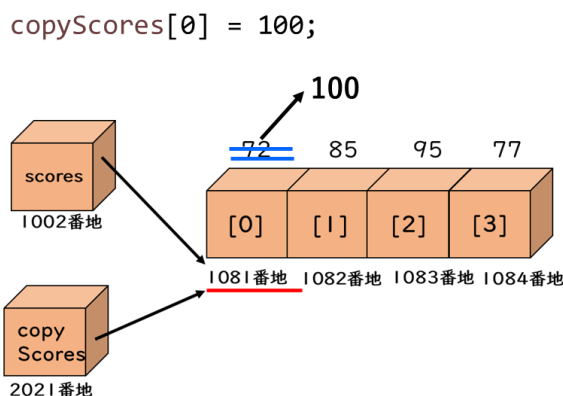 copyScores[0] = 100;
100
72 85 95 77
scores
[0] [1] [2] [3]
1002番地
1081番地 1082番地 1083番地 1084番地
copy
Scores
2021番地